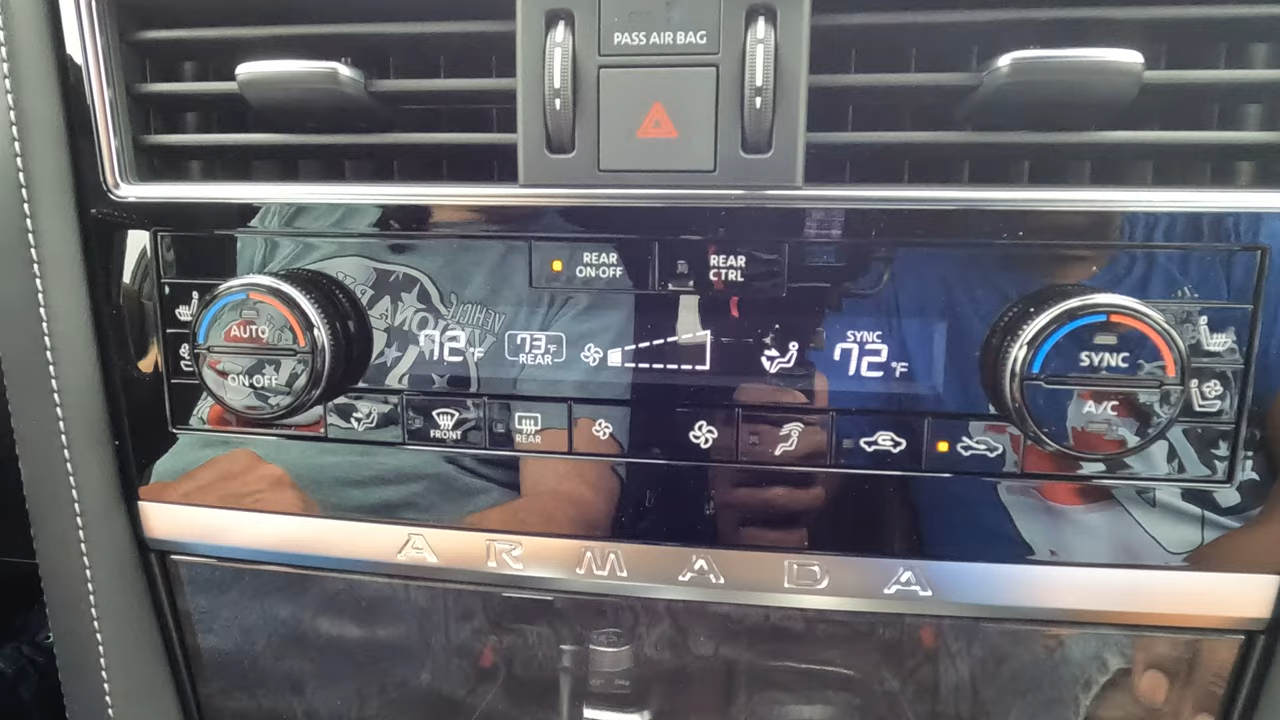 PASS AIR BAG
REAR
ON·OFF
REAR
CTRL
AUTO
ON·OFF
72°F
73°F
REAR
SYNC
72°F
SYNC
A/C
FRONT
REAR
VEHICLE
ARMADA